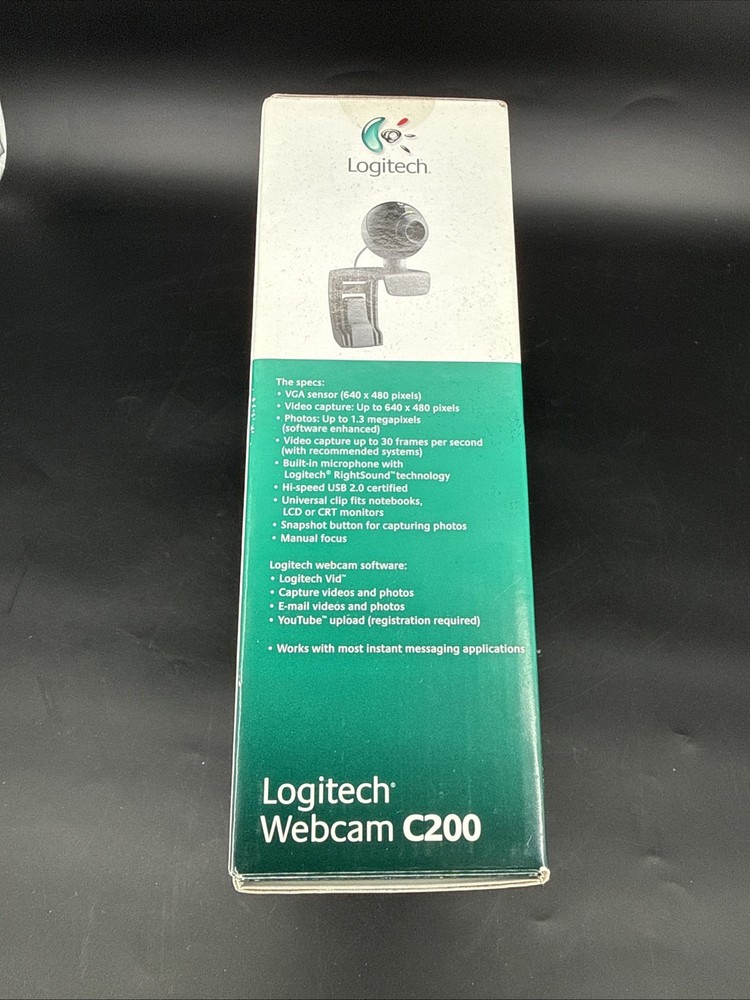 Logitech®
The specs:
• VGA sensor (640 x 480 pixels)
• Video capture: Up to 640 x 480 pixels
• Photos: Up to 1.3 megapixels
(software enhanced)
• Video capture up to 30 frames per second
(with recommended systems)
• Built-in microphone with
Logitech® RightSound™ technology
• Hi-speed USB 2.0 certified
• Universal clip fits notebooks,
LCD or CRT monitors
• Snapshot button for capturing photos
• Manual focus
Logitech webcam software:
• Logitech Vid™
• Capture videos and photos
• E-mail videos and photos
• YouTube™ upload (registration required)
• Works with most instant messaging applications
Logitech®
Webcam C200